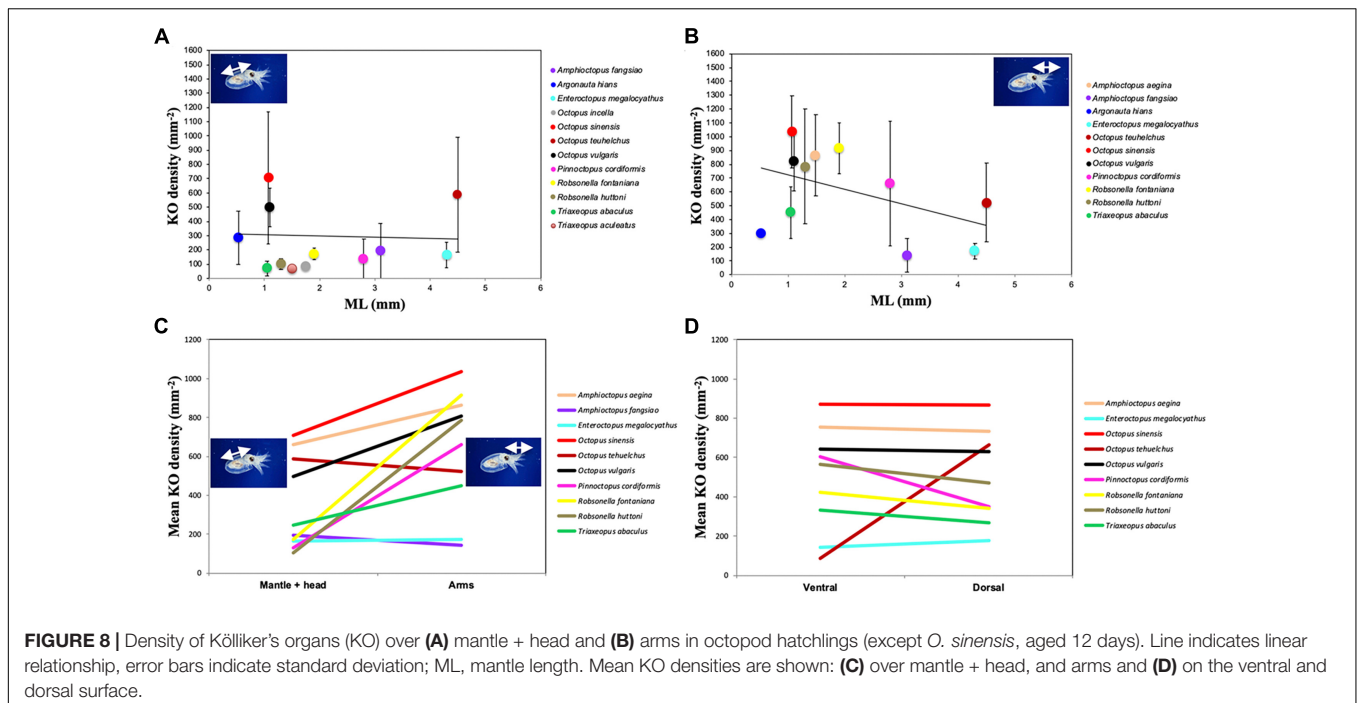 A
1600
1500
1400
1300
1200
1100
1000
900
800
700
600
500
400
300
200
100
0
KO density (mm-2)
0 1 2 3 4 5 6
ML (mm)
Amphioctopus fangsiao
Argonauta hians
Enteroctopus megalocyathus
Octopus incella
Octopus sinensis
Octopus teuhelchus
Octopus vulgaris
Pinnoctopus cordiformis
Robsonella fontaniana
Robsonella huttoni
Triaxeopus abaculus
Triaxeopus aculeatus
B
1600
1500
1400
1300
1200
1100
1000
900
800
700
600
500
400
300
200
100
0
KO density (mm-2)
0 1 2 3 4 5 6
ML (mm)
Amphioctopus aegina
Amphioctopus fangsiao
Argonauta hians
Enteroctopus megalocyathus
Octopus teuhelchus
Octopus sinensis
Octopus vulgaris
Pinnoctopus cordiformis
Robsonella fontaniana
Robsonella huttoni
Triaxeopus abaculus
C
1200
1000
800
600
400
200
0
Mean KO density (mm-2)
Mantle + head Arms
Amphioctopus aegina
Amphioctopus fangsiao
Enteroctopus megalocyathus
Octopus sinensis
Octopus tehuelchus
Octopus vulgaris
Pinnoctopus cordiformis
Robsonella fontaniana
Robsonella huttoni
Triaxeopus abaculus
D
1200
1000
800
600
400
200
0
Mean KO density (mm-2)
Ventral Dorsal
Amphioctopus aegina
Enteroctopus megalocyathus
Octopus sinensis
Octopus tehuelchus
Octopus vulgaris
Pinnoctopus cordiformis
Robsonella fontaniana
Robsonella huttoni
Triaxeopus abaculus
FIGURE 8 | Density of Kölliker's organs (KO) over (A) mantle + head and (B) arms in octopod hatchlings (except O. sinensis, aged 12 days). Line indicates linear
relationship, error bars indicate standard deviation; ML, mantle length. Mean KO densities are shown: (C) over mantle + head, and arms and (D) on the ventral and
dorsal surface.